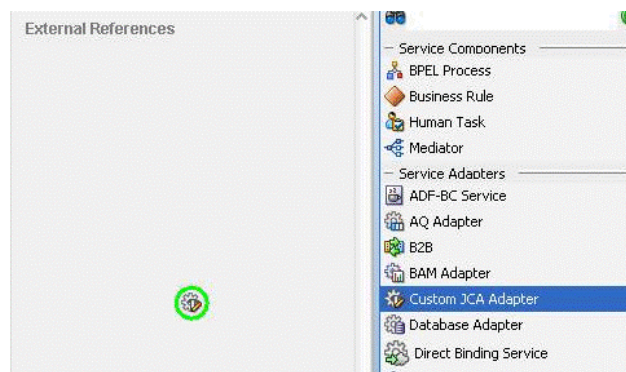 External References
Service Components
BPEL Process
Business Rule
Human Task
Mediator
Service Adapters
ADF-BC Service
AQ Adapter
B2B
BAM Adapter
Custom JCA Adapter
Database Adapter
Direct Binding Service